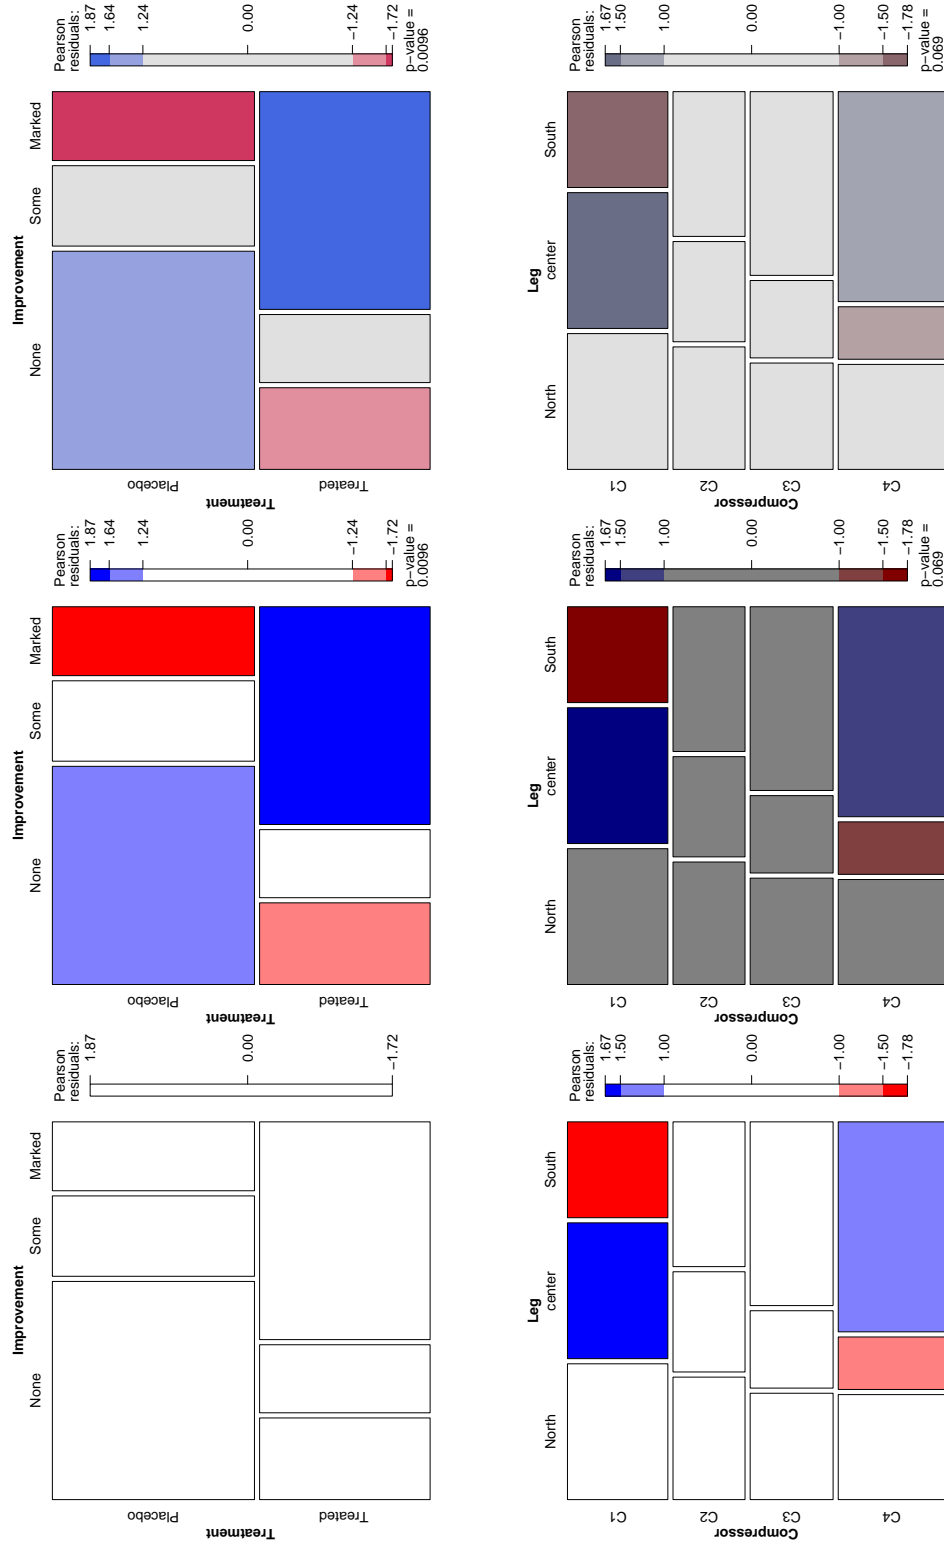 Improvement
None Some Marked
Treatment
Placebo
Treated
Pearson
residuals:
1.87
0.00
−1.72
Improvement
None Some Marked
Treatment
Placebo
Treated
Pearson
residuals:
1.87
1.64
1.24
0.00
−1.24
−1.72
p−value =
0.0096
Improvement
None Some Marked
Treatment
Placebo
Treated
Pearson
residuals:
1.87
1.64
1.24
0.00
−1.24
−1.72
p−value =
0.0096
Leg
North center South
Compressor
C1
C2
C3
C4
Pearson
residuals:
1.67
1.50
1.00
0.00
−1.00
−1.50
−1.78
Leg
North center South
Compressor
C1
C2
C3
C4
Pearson
residuals:
1.67
1.50
1.00
0.00
−1.00
−1.50
−1.78
p−value =
0.069
Leg
North center South
Compressor
C1
C2
C3
C4
Pearson
residuals:
1.67
1.50
1.00
0.00
−1.00
−1.50
−1.78
p−value =
0.069